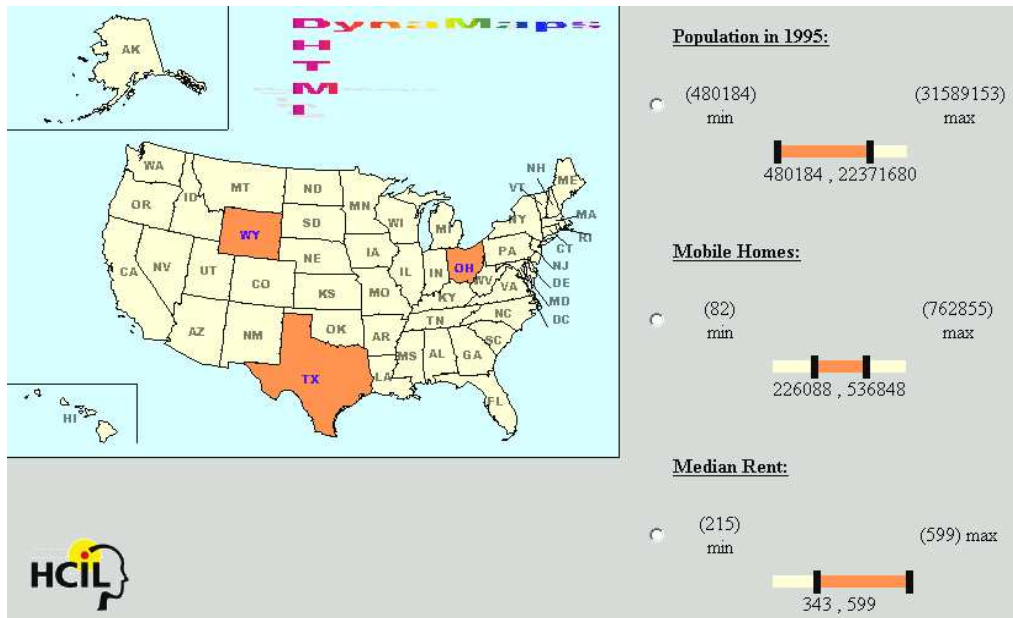 DynaMaps
DHTML
AK
WA
MT
ND
MN
OR
ID
WY
SD
WI
MI
NH
VT
ME
NY
MA
RI
CT
NJ
DE
MD
DC
CA
NV
UT
CO
NE
KS
IA
MO
IL
IN
OH
PA
WV
VA
KY
NC
TN
SC
AZ
NM
OK
AR
TX
LA
MS
AL
GA
FL
HI
HCIL
Population in 1995:
(480184) min
(31589153) max
480184 , 22371680
Mobile Homes:
(82) min
(762855) max
226088 , 536848
Median Rent:
(215) min
(599) max
343 , 599